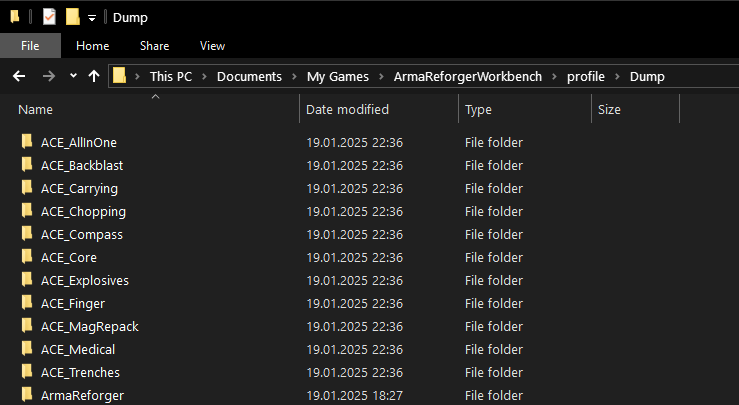 Dump
File Home Share View
This PC Documents My Games ArmaReforgerWorkbench profile Dump
Name Date modified Type Size
ACE_AllInOne 19.01.2025 22:36 File folder
ACE_Backblast 19.01.2025 22:36 File folder
ACE_Carrying 19.01.2025 22:36 File folder
ACE_Chopping 19.01.2025 22:36 File folder
ACE_Compass 19.01.2025 22:36 File folder
ACE_Core 19.01.2025 22:36 File folder
ACE_Explosives 19.01.2025 22:36 File folder
ACE_Finger 19.01.2025 22:36 File folder
ACE_MagRepack 19.01.2025 22:36 File folder
ACE_Medical 19.01.2025 22:36 File folder
ACE_Trenches 19.01.2025 22:36 File folder
ArmaReforger 19.01.2025 18:27 File folder